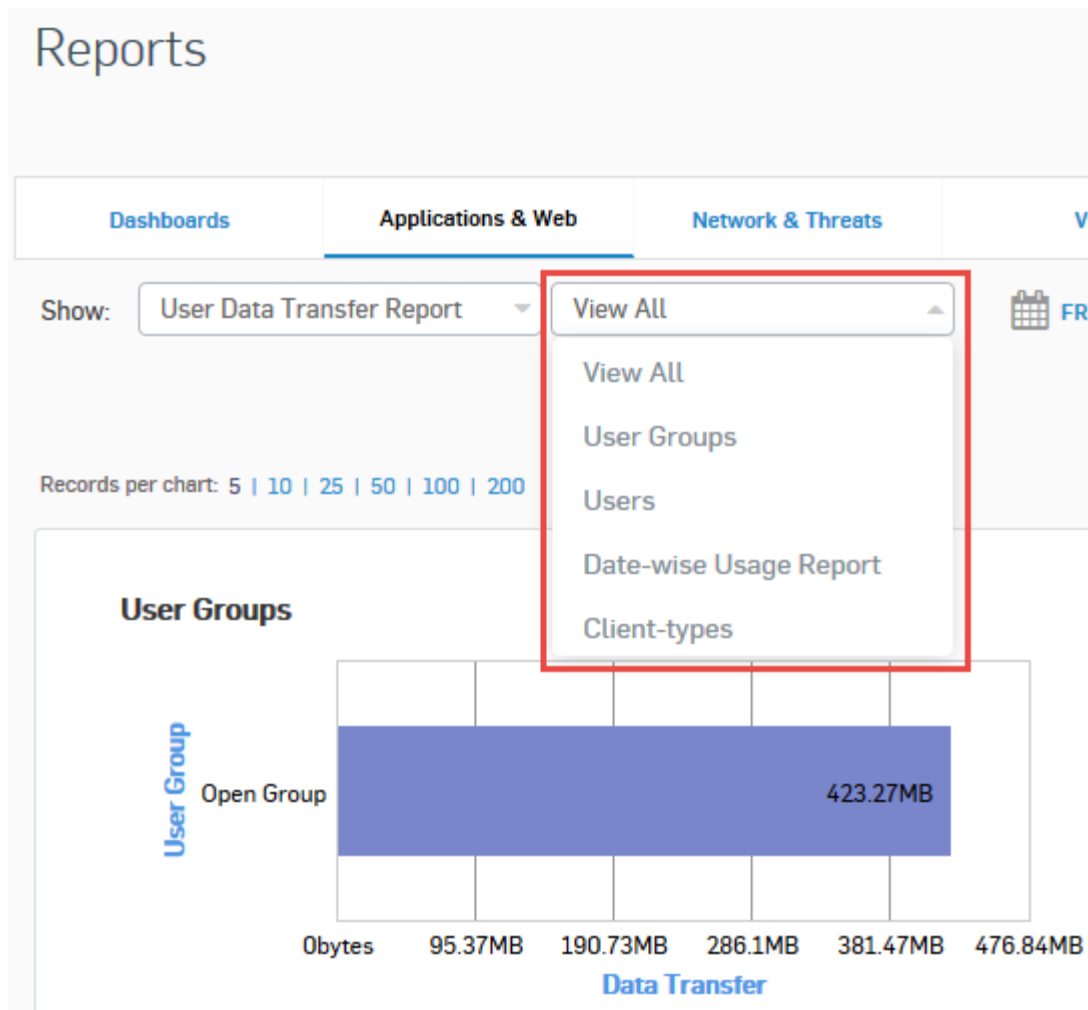 Reports
Dashboards Applications & Web Network & Threats V
Show: User Data Transfer Report View All FR
View All
User Groups
Users
Date-wise Usage Report
Client-types
Records per chart: 5 | 10 | 25 | 50 | 100 | 200
User Groups
User Group
Open Group 423.27MB
0bytes 95.37MB 190.73MB 286.1MB 381.47MB 476.84MB
Data Transfer